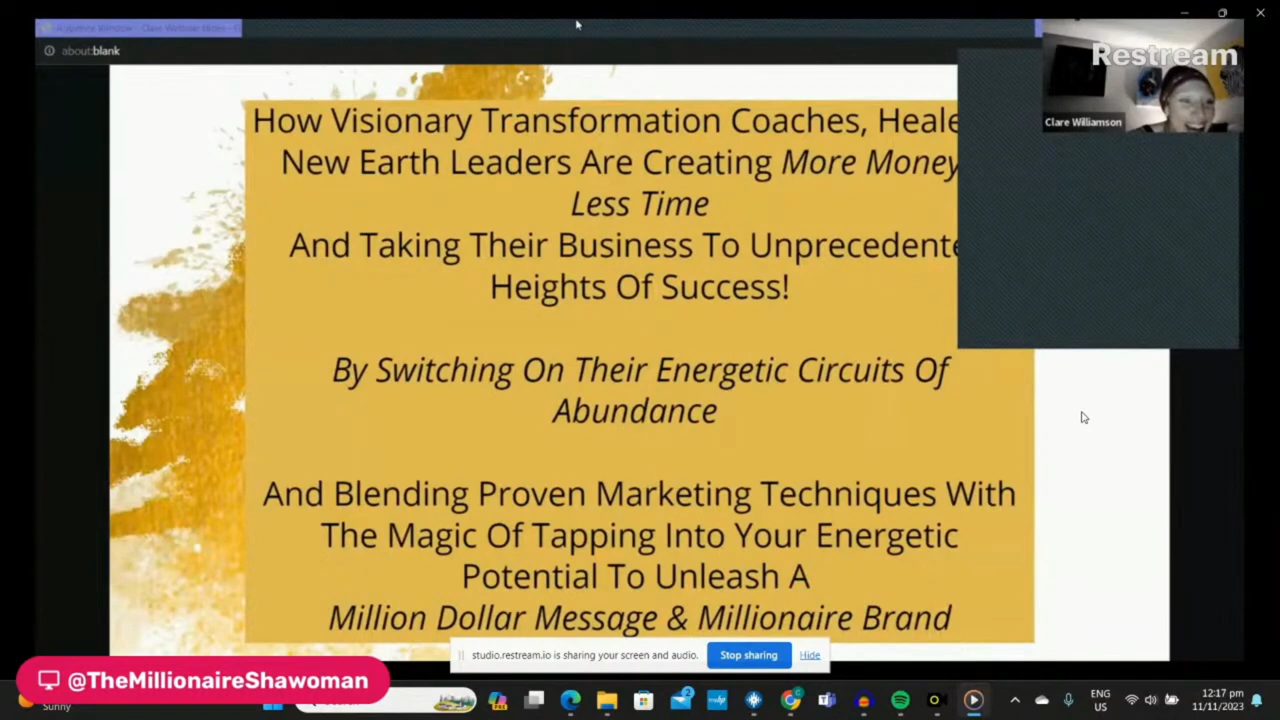 about:blank
Restream
Clare Williamson
How Visionary Transformation Coaches, Heale
New Earth Leaders Are Creating More Money
Less Time
And Taking Their Business To Unprecedente
Heights Of Success!
By Switching On Their Energetic Circuits Of
Abundance
And Blending Proven Marketing Techniques With
The Magic Of Tapping Into Your Energetic
Potential To Unleash A
Million Dollar Message & Millionaire Brand
studio.restream.io is sharing your screen and audio. Stop sharing Hide
@TheMillionaireShawoman
Sunny
ENG
US
12:17 pm
11/11/2023